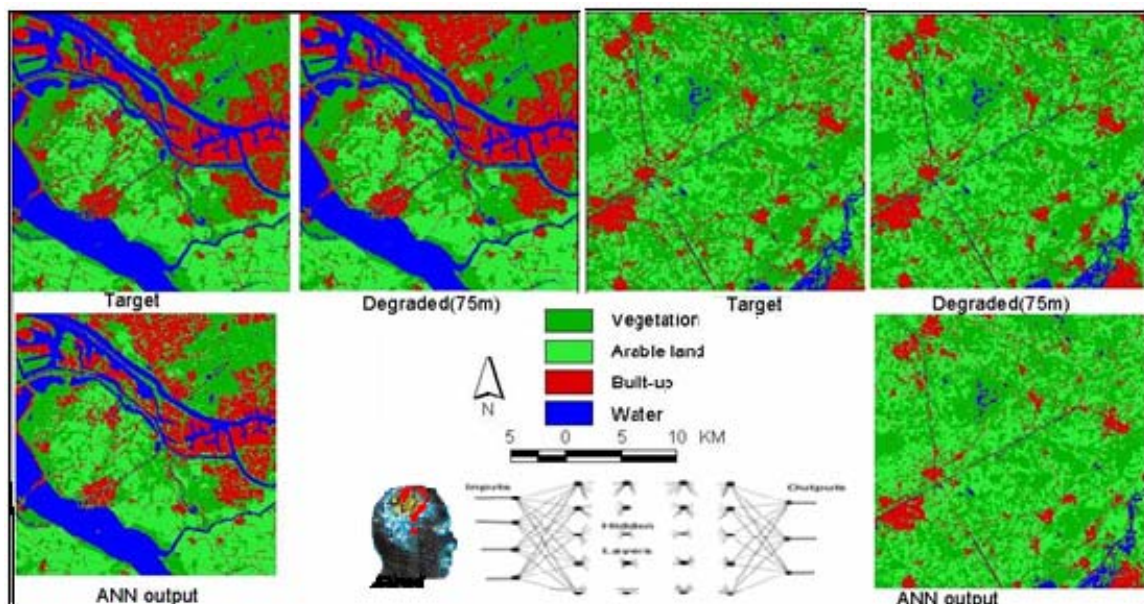 Target
Degraded(75m)
Target
Degraded(75m)
Vegetation
Arable land
Built-up
Water
N
5 0 5 10 KM
Inputs
Outputs
Hidden
Layers
ANN output
ANN output